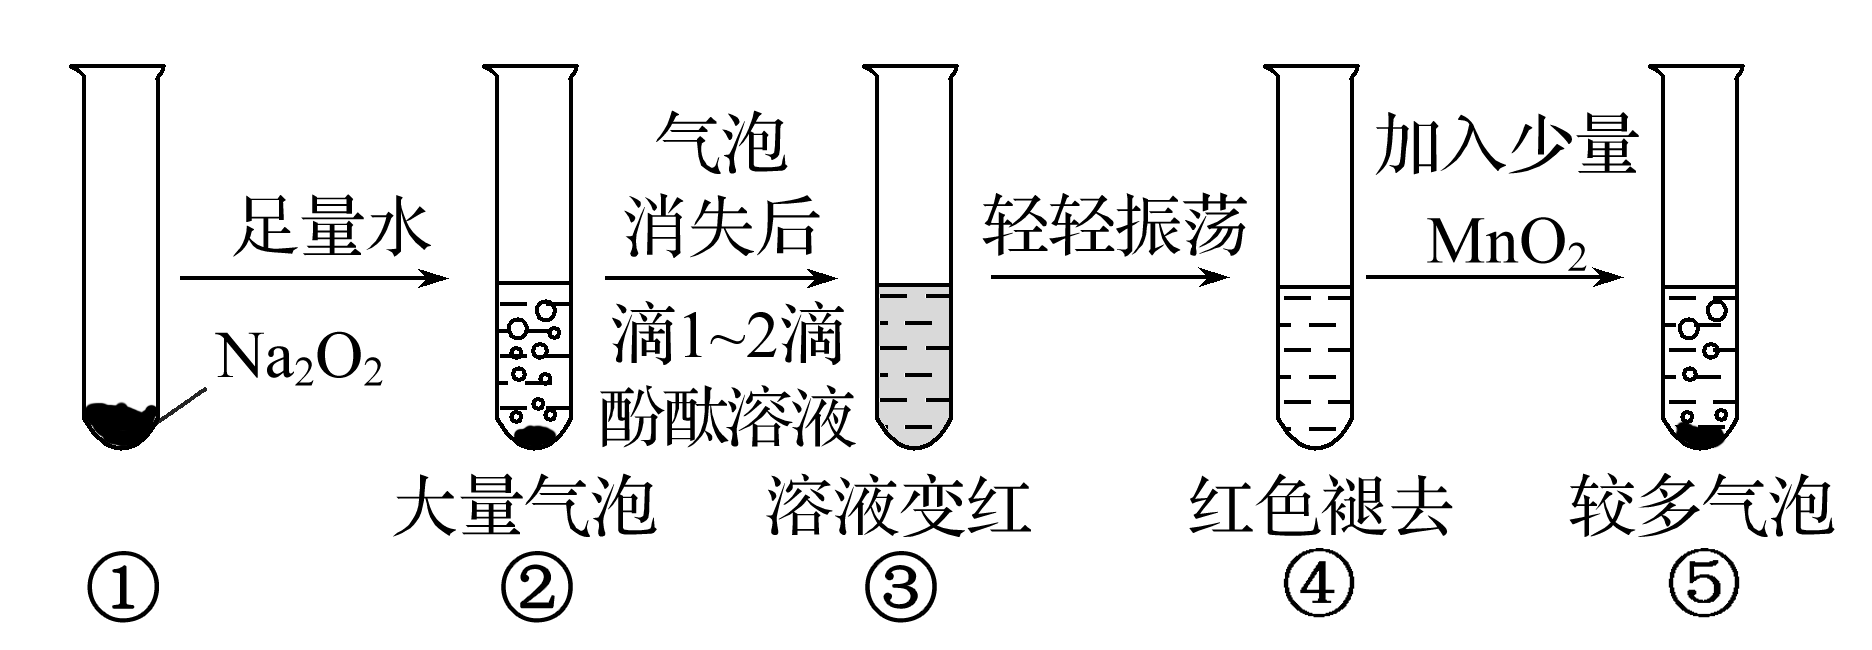 足量水
Na₂O₂
气泡
消失后
滴1~2滴
酚酞溶液
轻轻振荡
加入少量
MnO₂
大量气泡
溶液变红
红色褪去
较多气泡
①
②
③
④
⑤